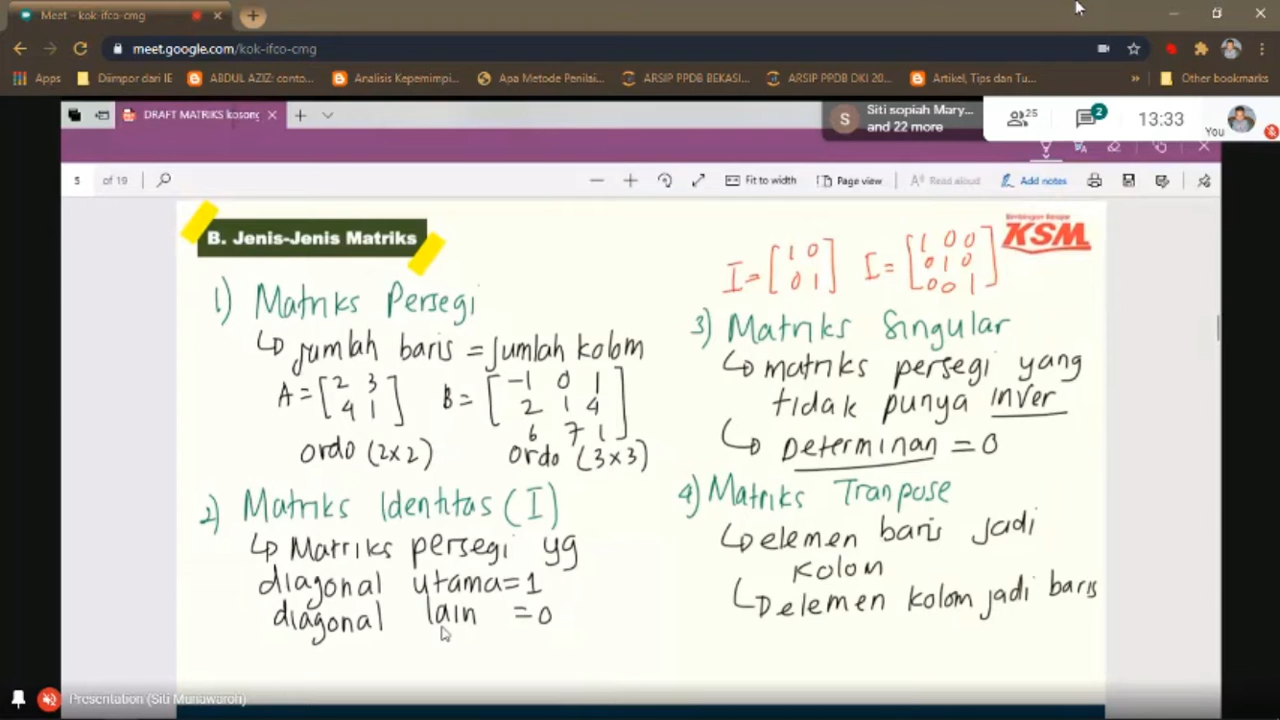 Meet - kok-ifco-cmg
meet.google.com/kok-ifco-cmg
Apps
Diimpor dari IE
ABDUL AZIZ: conto...
Analisis Kepemimpi...
Apa Metode Penilai...
ARSIP PPDB BEKASI...
ARSIP PPDB DKI 20...
Artikel, Tips dan Tu...
Other bookmarks
DRAFT MATRIKS kosong
S
Siti sopiah Mary...
and 22 more
25
2
13:33
You
5 of 19
Fit to width
Page view
Read aloud
Add notes
B. Jenis-Jenis Matriks
Bimbingan Belajar
KSM
I = [1 0
0 1]
I = [1 0 0
0 1 0
0 0 1]
1) Matriks Persegi
↳ jumlah baris = jumlah kolom
A = [2 3
4 1]
B = [-1 0 1
2 1 4
6 7 1]
ordo (2x2)
ordo (3x3)
2) Matriks Identitas (I)
↳ Matriks persegi yg
diagonal utama = 1
diagonal lain = 0
3) Matriks Singular
↳ matriks persegi yang
tidak punya inver
↳ Determinan = 0
4) Matriks Tranpose
↳ elemen baris jadi
kolom
↳ elemen kolom jadi baris
Presentation (Siti Munawaroh)